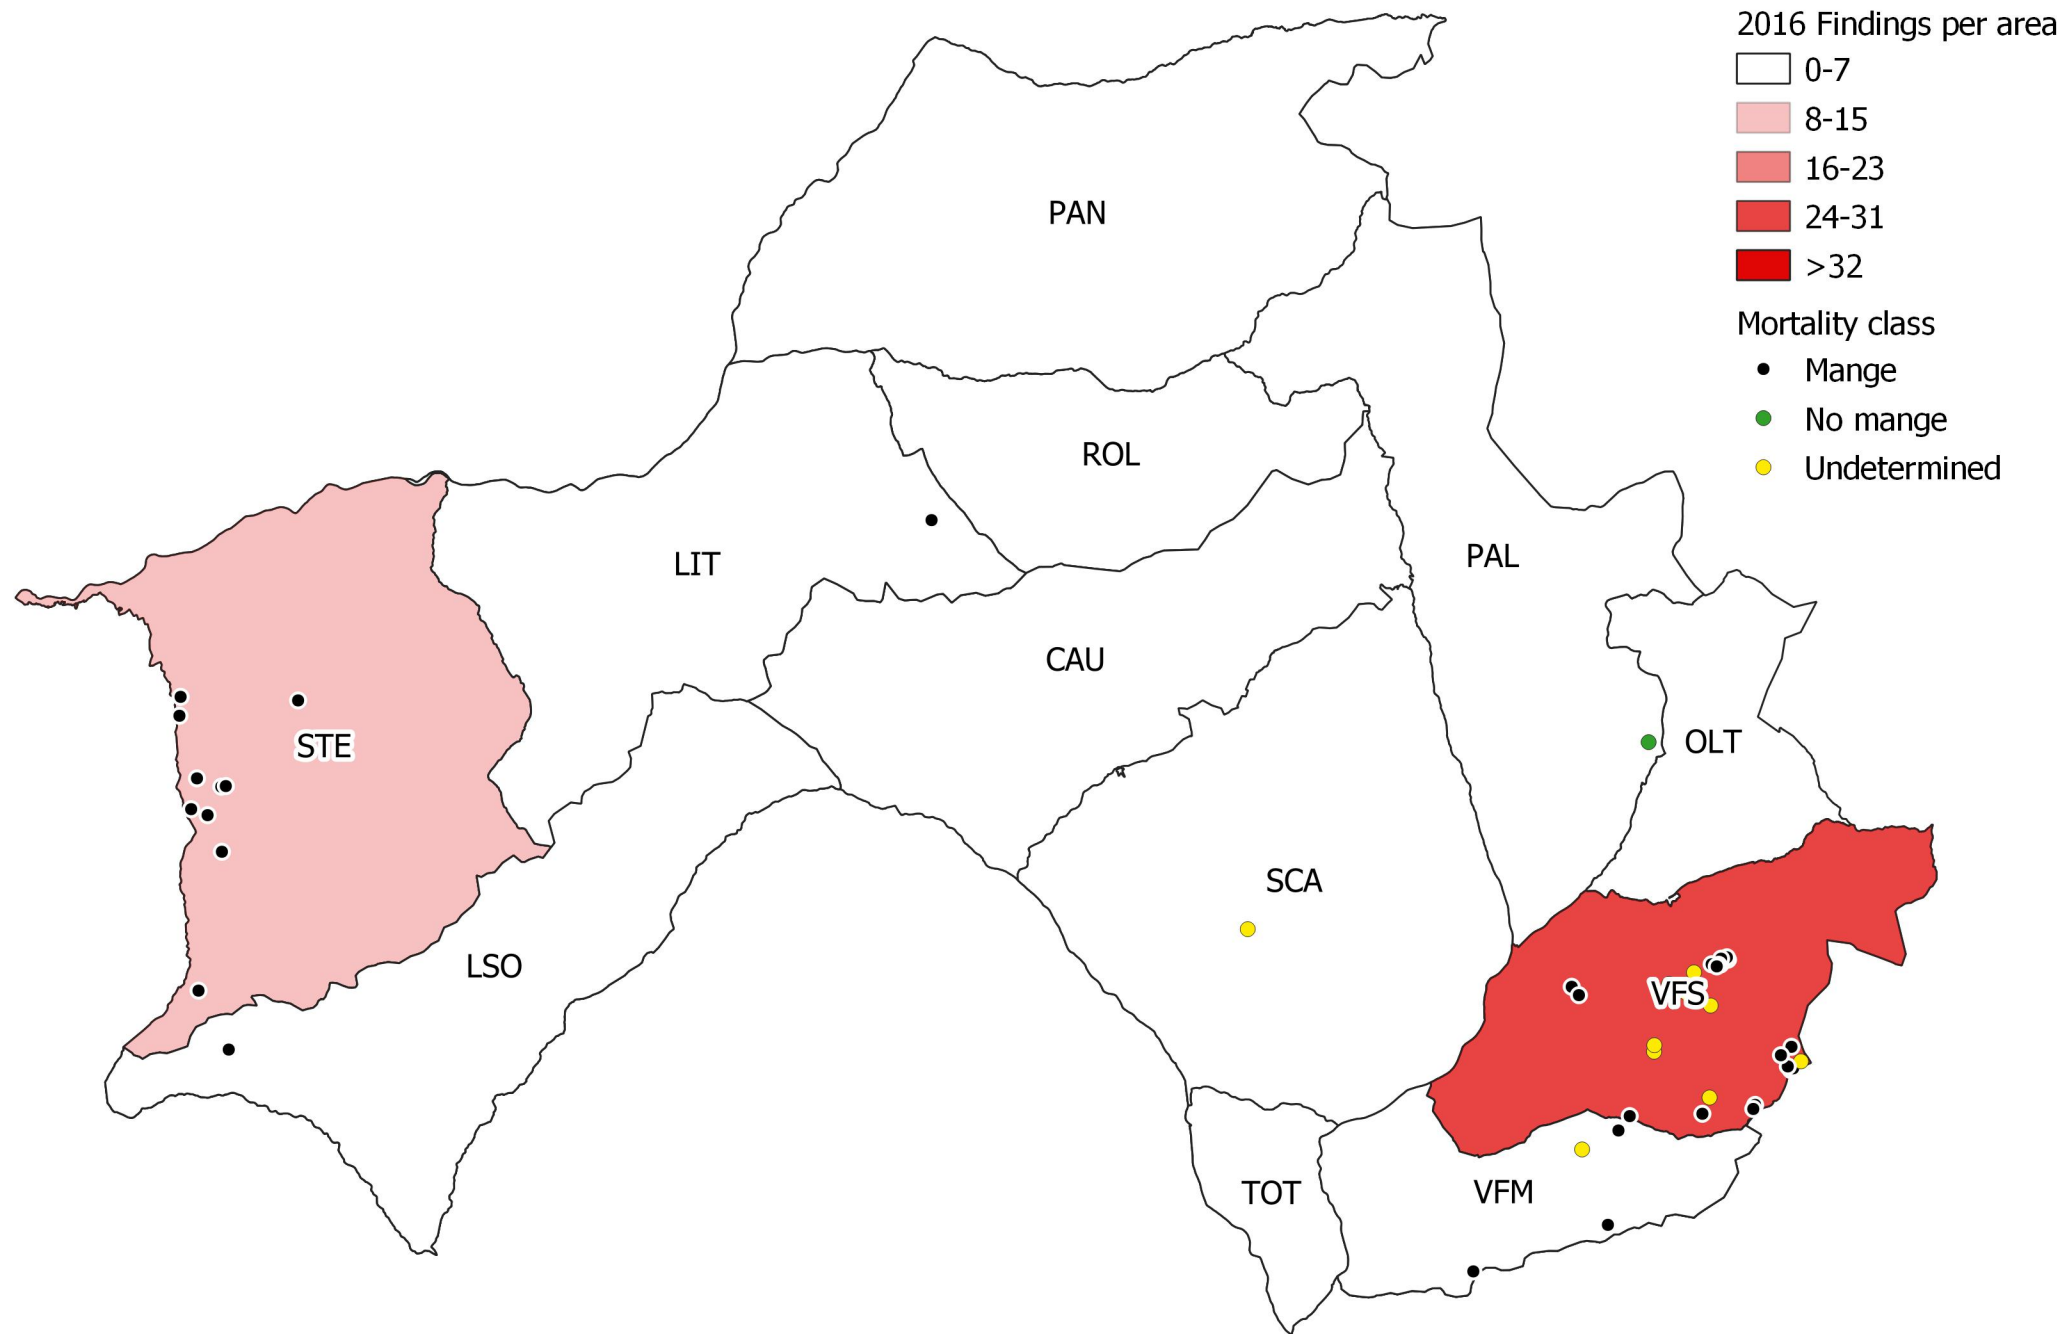 2016 Findings per area
0-7
8-15
16-23
24-31
>32
Mortality class
Mange
No mange
Undetermined
PAN
ROL
LIT
PAL
CAU
STE
OLT
SCA
LSO
VFS
TOT
VFM